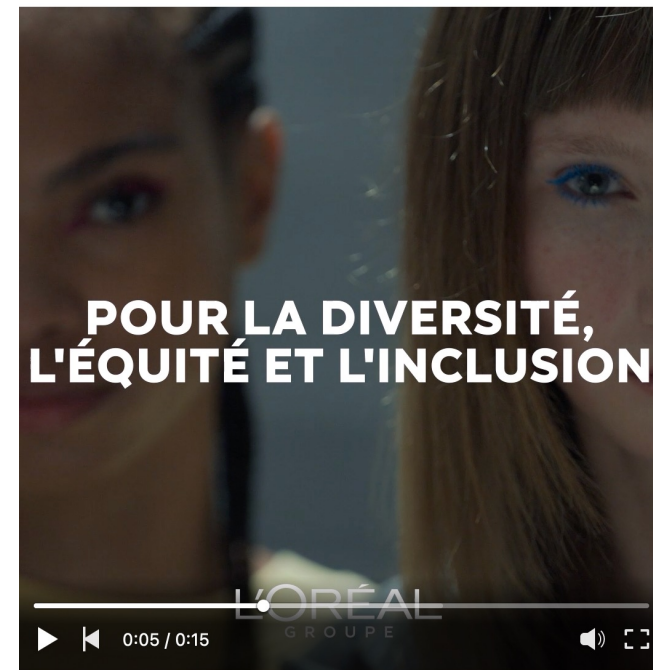 POUR LA DIVERSITÉ,
L'ÉQUITÉ ET L'INCLUSION
L'ORÉAL
GROUPE
0:05 / 0:15